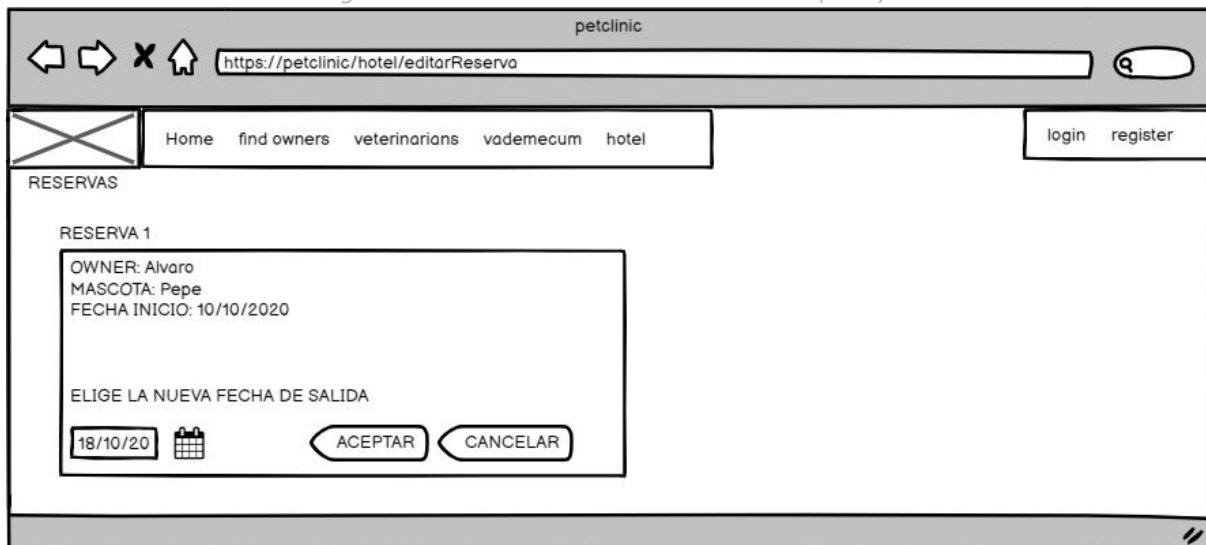 petclinic
https://petclinic/hotel/editarReserva
Home find owners veterinarians vademecum hotel
login register
RESERVAS
RESERVA 1
OWNER: Alvaro
MASCOTA: Pepe
FECHA INICIO: 10/10/2020
ELIGE LA NUEVA FECHA DE SALIDA
18/10/20
ACEPTAR CANCELAR